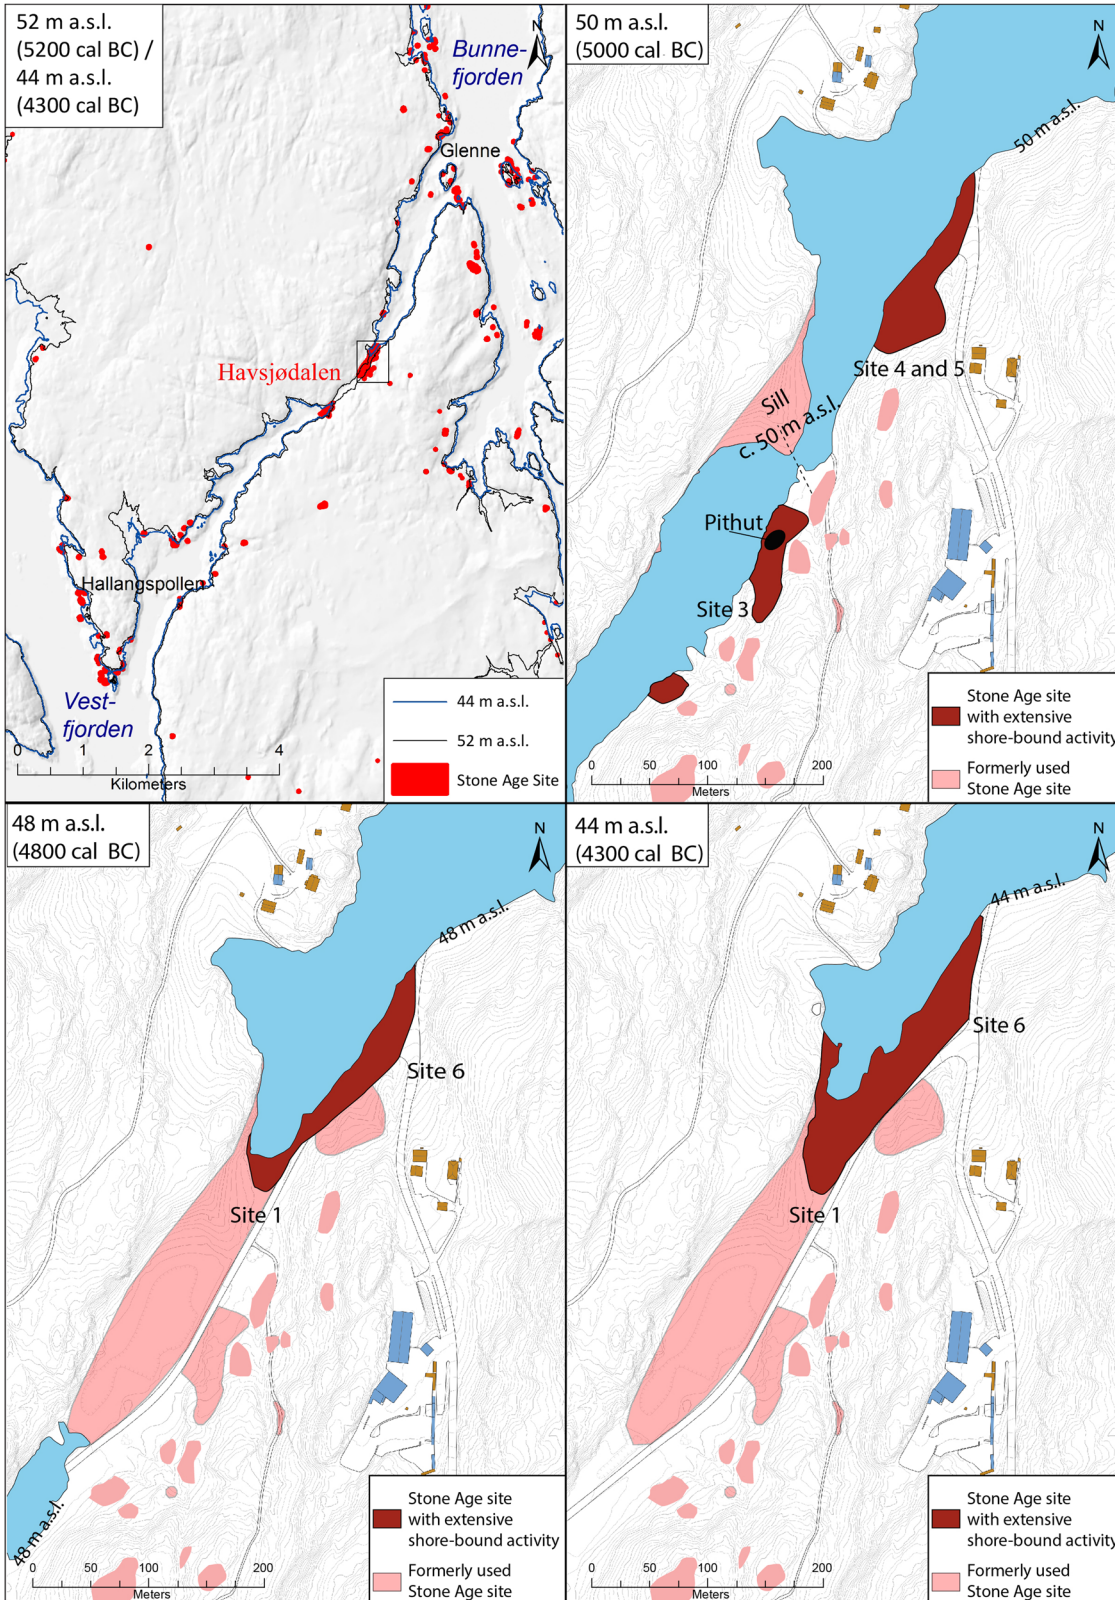 52 m a.s.l.
(5200 cal BC) /
44 m a.s.l.
(4300 cal BC)
Bunne-
fjorden
N
Glenne
Havsjødalen
Hallangspollen
Vest-
fjorden
0 1 2 4
Kilometers
44 m a.s.l.
52 m a.s.l.
Stone Age Site
50 m a.s.l.
(5000 cal BC)
N
50 m a.s.l.
Site 4 and 5
Sill
c. 50 m a.s.l.
Pithut
Site 3
0 50 100 200
Meters
Stone Age site
with extensive
shore-bound activity
Formerly used
Stone Age site
48 m a.s.l.
(4800 cal BC)
N
48 m a.s.l.
Site 6
Site 1
48 m a.s.l.
0 50 100 200
Meters
Stone Age site
with extensive
shore-bound activity
Formerly used
Stone Age site
44 m a.s.l.
(4300 cal BC)
N
44 m a.s.l.
Site 6
Site 1
0 50 100 200
Meters
Stone Age site
with extensive
shore-bound activity
Formerly used
Stone Age site